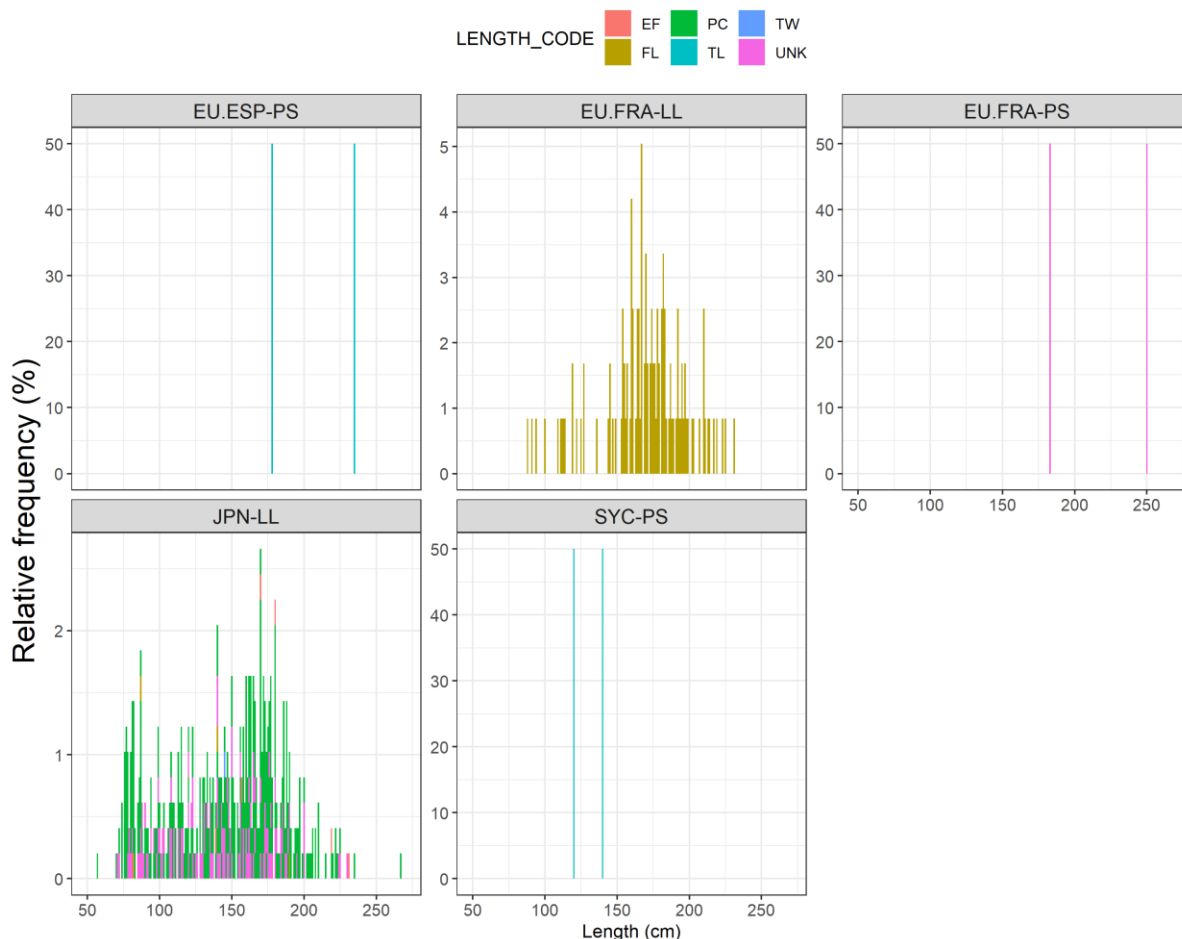 LENGTH_CODE
EF PC TW
FL TL UNK
EU.ESP-PS EU.FRA-LL EU.FRA-PS
50 5 50
40 4 40
30 3 30
20 2 20
10 1 10
0 0 0
50 100 150 200 250
Relative frequency (%)
JPN-LL SYC-PS
2 50
40
30
1 20
10
0 0
50 100 150 200 250 50 100 150 200 250
Length (cm)